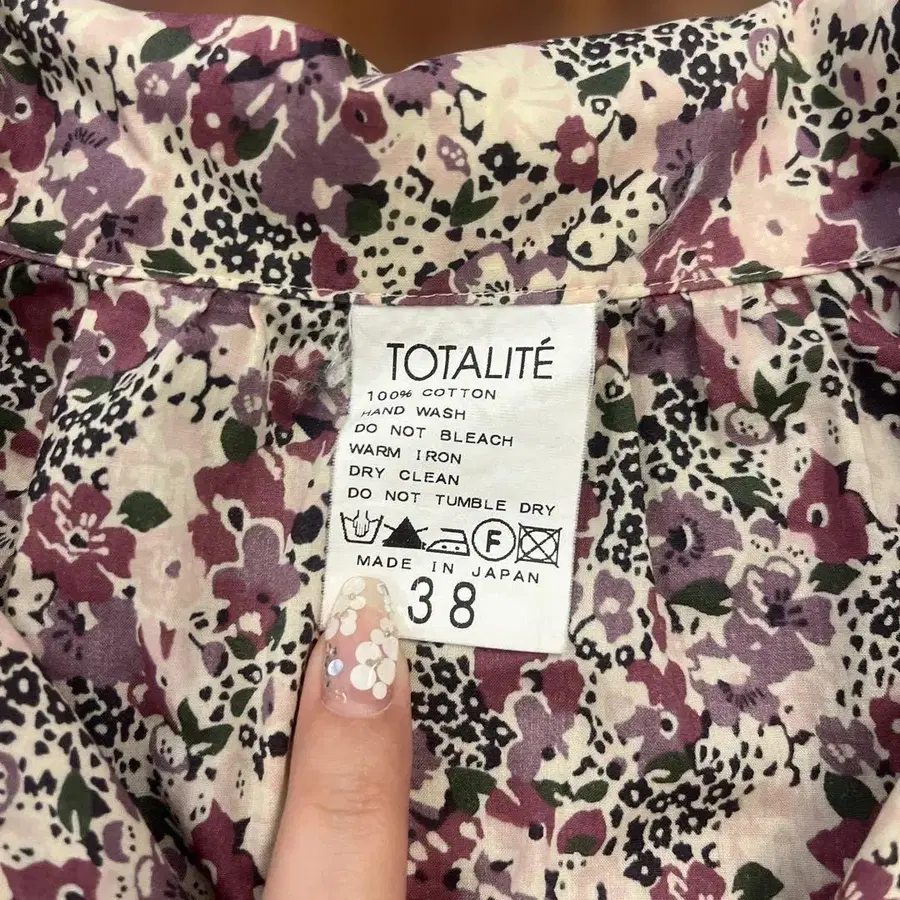 TOTALITÉ
100% COTTON
HAND WASH
DO NOT BLEACH
WARM IRON
DRY CLEAN
DO NOT TUMBLE DRY
F
MADE IN JAPAN
38